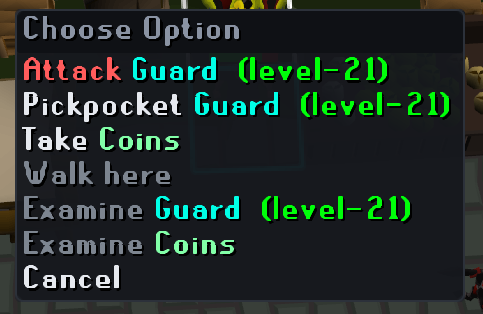 Choose Option
Attack Guard (level-21)
Pickpocket Guard (level-21)
Take Coins
Walk here
Examine Guard (level-21)
Examine Coins
Cancel